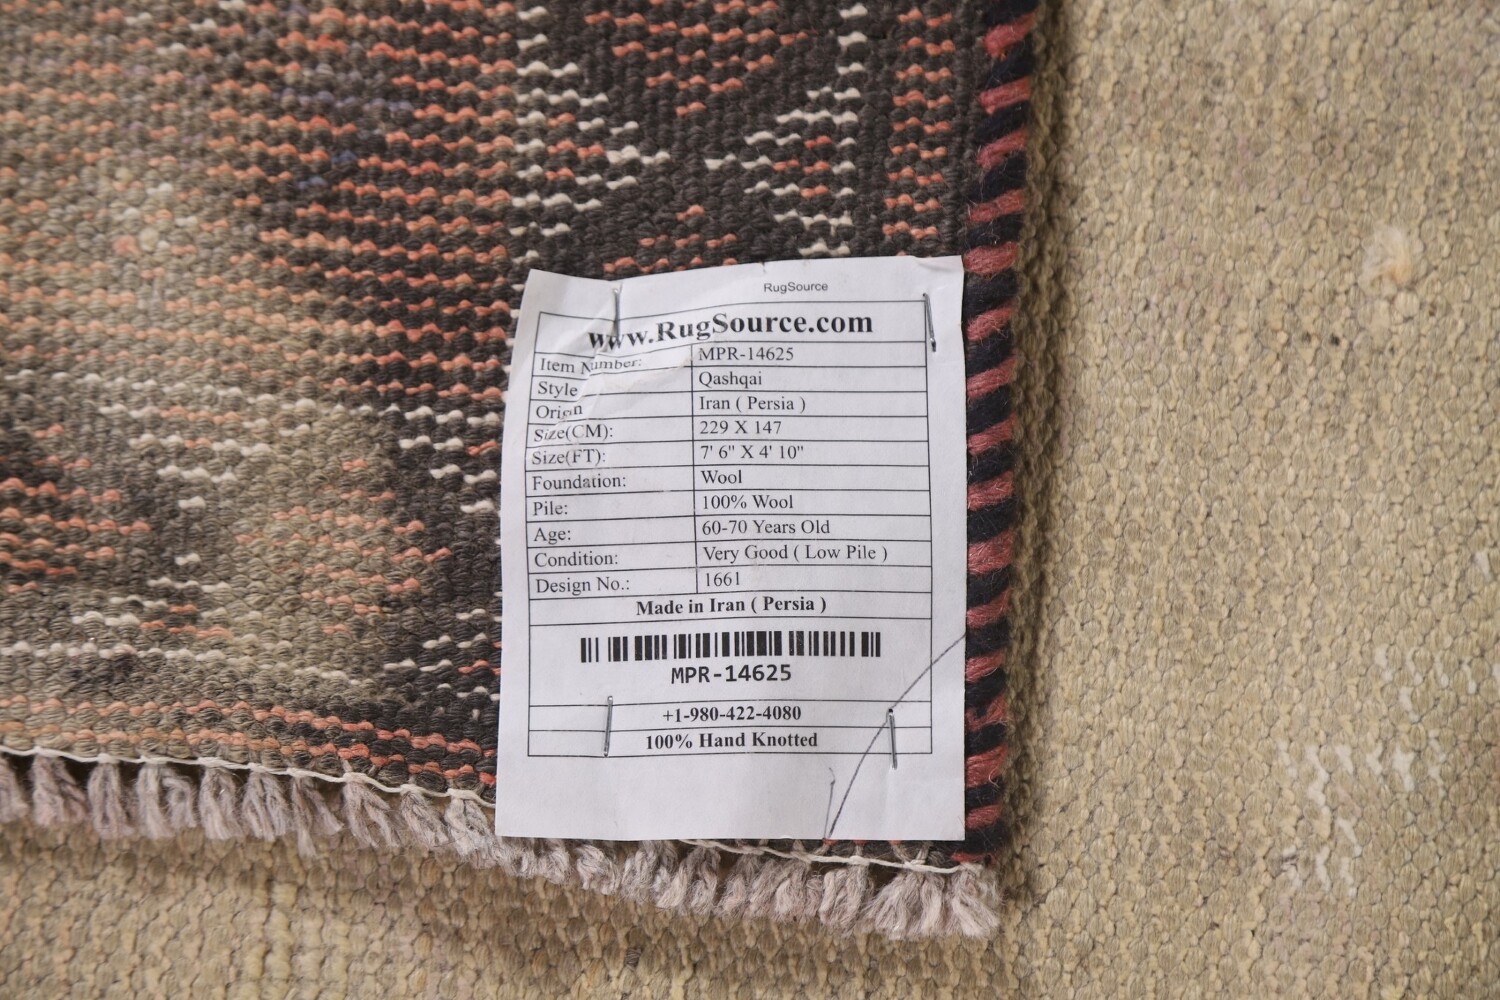 RugSource
www.RugSource.com
Item Number: MPR-14625
Style Qashqai
Origin Iran ( Persia )
Size(CM): 229 X 147
Size(FT): 7' 6" X 4' 10"
Foundation: Wool
Pile: 100% Wool
Age: 60-70 Years Old
Condition: Very Good ( Low Pile )
Design No.: 1661
Made in Iran ( Persia )
MPR-14625
+1-980-422-4080
100% Hand Knotted